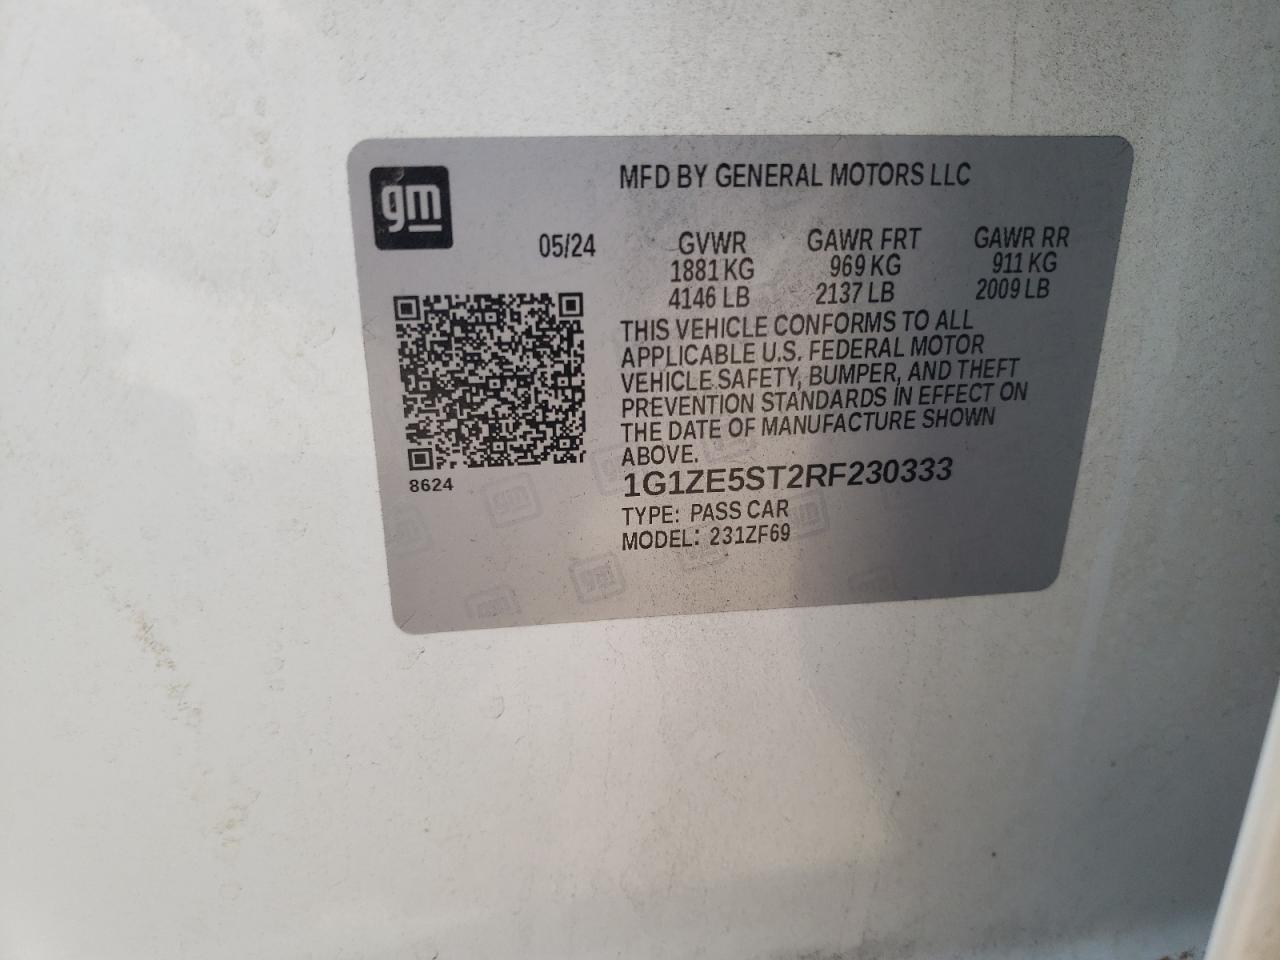 gm
MFD BY GENERAL MOTORS LLC
05/24
GVWR GAWR FRT GAWR RR
1881 KG 969 KG 911 KG
4146 LB 2137 LB 2009 LB
THIS VEHICLE CONFORMS TO ALL
APPLICABLE U.S. FEDERAL MOTOR
VEHICLE SAFETY, BUMPER, AND THEFT
PREVENTION STANDARDS IN EFFECT ON
THE DATE OF MANUFACTURE SHOWN
ABOVE.
8624
1G1ZE5ST2RF230333
TYPE: PASS CAR
MODEL: 231ZF69